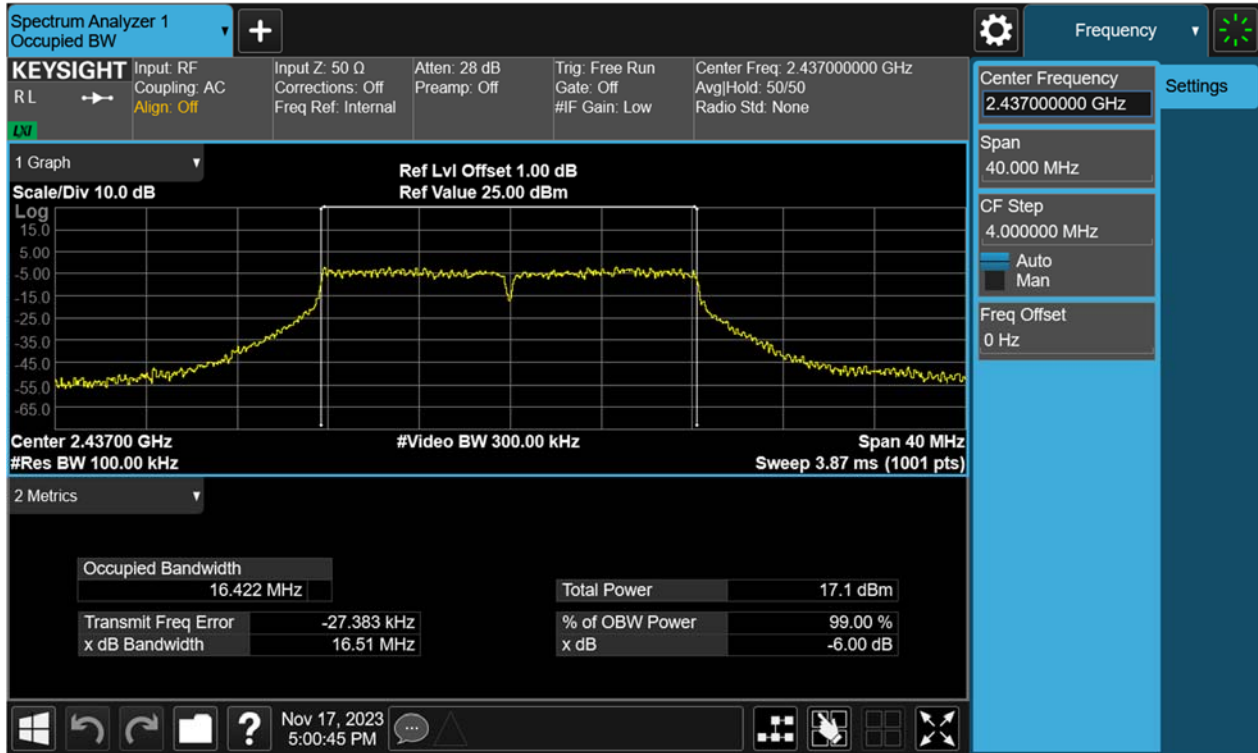 Spectrum Analyzer 1
Occupied BW
Frequency
KEYSIGHT
RL
LXI
Input: RF
Coupling: AC
Align: Off
Input Z: 50 Ω
Corrections: Off
Freq Ref: Internal
Atten: 28 dB
Preamp: Off
Trig: Free Run
Gate: Off
#IF Gain: Low
Center Freq: 2.437000000 GHz
Avg|Hold: 50/50
Radio Std: None
Center Frequency
2.437000000 GHz
Settings
Span
40.000 MHz
CF Step
4.000000 MHz
Auto
Man
Freq Offset
0 Hz
1 Graph
Scale/Div 10.0 dB
Ref Lvl Offset 1.00 dB
Ref Value 25.00 dBm
Log
15.0
5.00
-5.00
-15.0
-25.0
-35.0
-45.0
-55.0
-65.0
Center 2.43700 GHz
#Video BW 300.00 kHz
Span 40 MHz
#Res BW 100.00 kHz
Sweep 3.87 ms (1001 pts)
2 Metrics
Occupied Bandwidth
16.422 MHz
Total Power 17.1 dBm
Transmit Freq Error -27.383 kHz
% of OBW Power 99.00 %
x dB Bandwidth 16.51 MHz
x dB -6.00 dB
Nov 17, 2023
5:00:45 PM